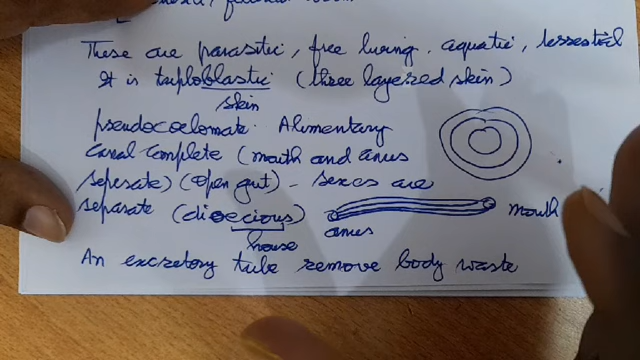 These are parasitic, free living, aquatic, terrestrial
It is triploblastic (three layered skin)
skin
pseudocoelomate. Alimentary
canal complete (mouth and anus
seperate) (open gut) - sexes are
separate (dioecious)
mouth
anus
house
An excretory tube remove body waste